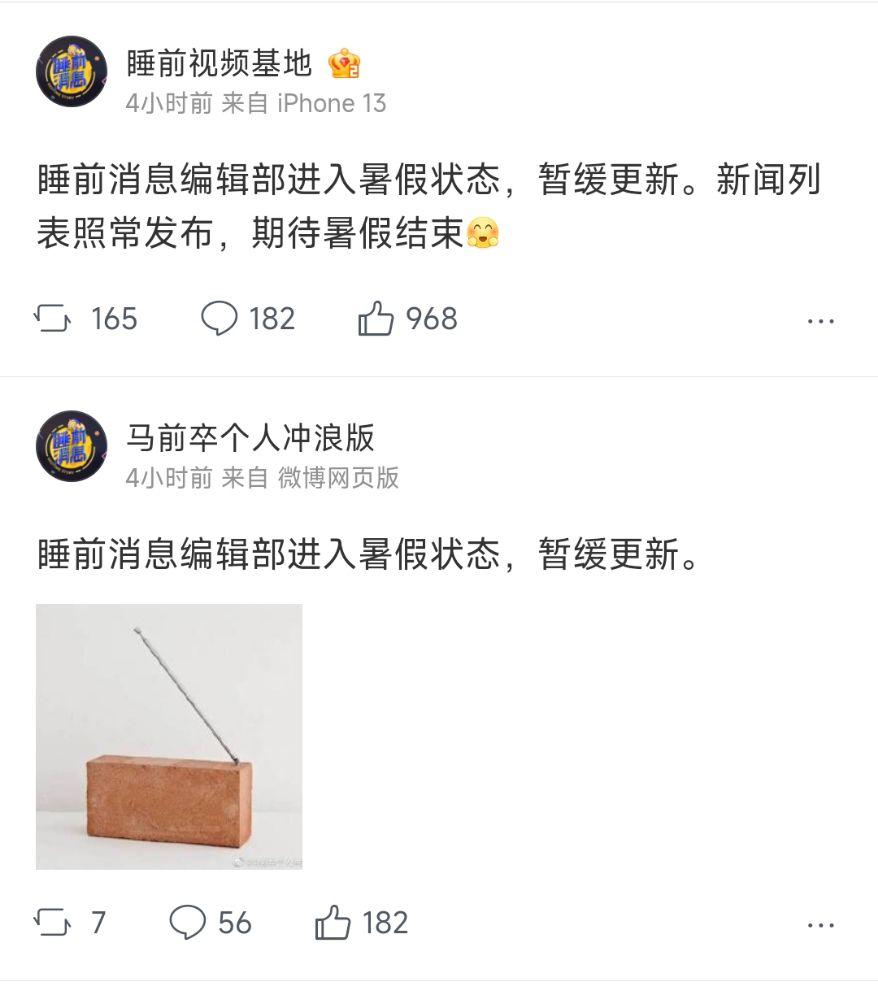 睡前视频基地
4小时前 来自 iPhone 13
睡前消息编辑部进入暑假状态，暂缓更新。新闻列
表照常发布，期待暑假结束
165 182 968
睡前消息
马前卒个人冲浪版
4小时前 来自 微博网页版
睡前消息编辑部进入暑假状态，暂缓更新。
7 56 182